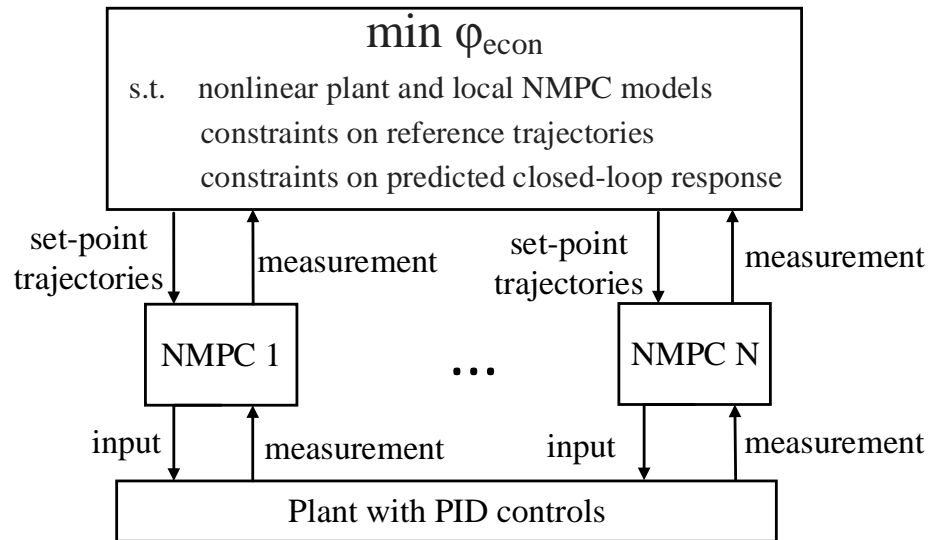 min φecon
s.t. nonlinear plant and local NMPC models
constraints on reference trajectories
constraints on predicted closed-loop response
set-point
trajectories
measurement
set-point
trajectories
measurement
NMPC 1
...
NMPC N
input
measurement
input
measurement
Plant with PID controls